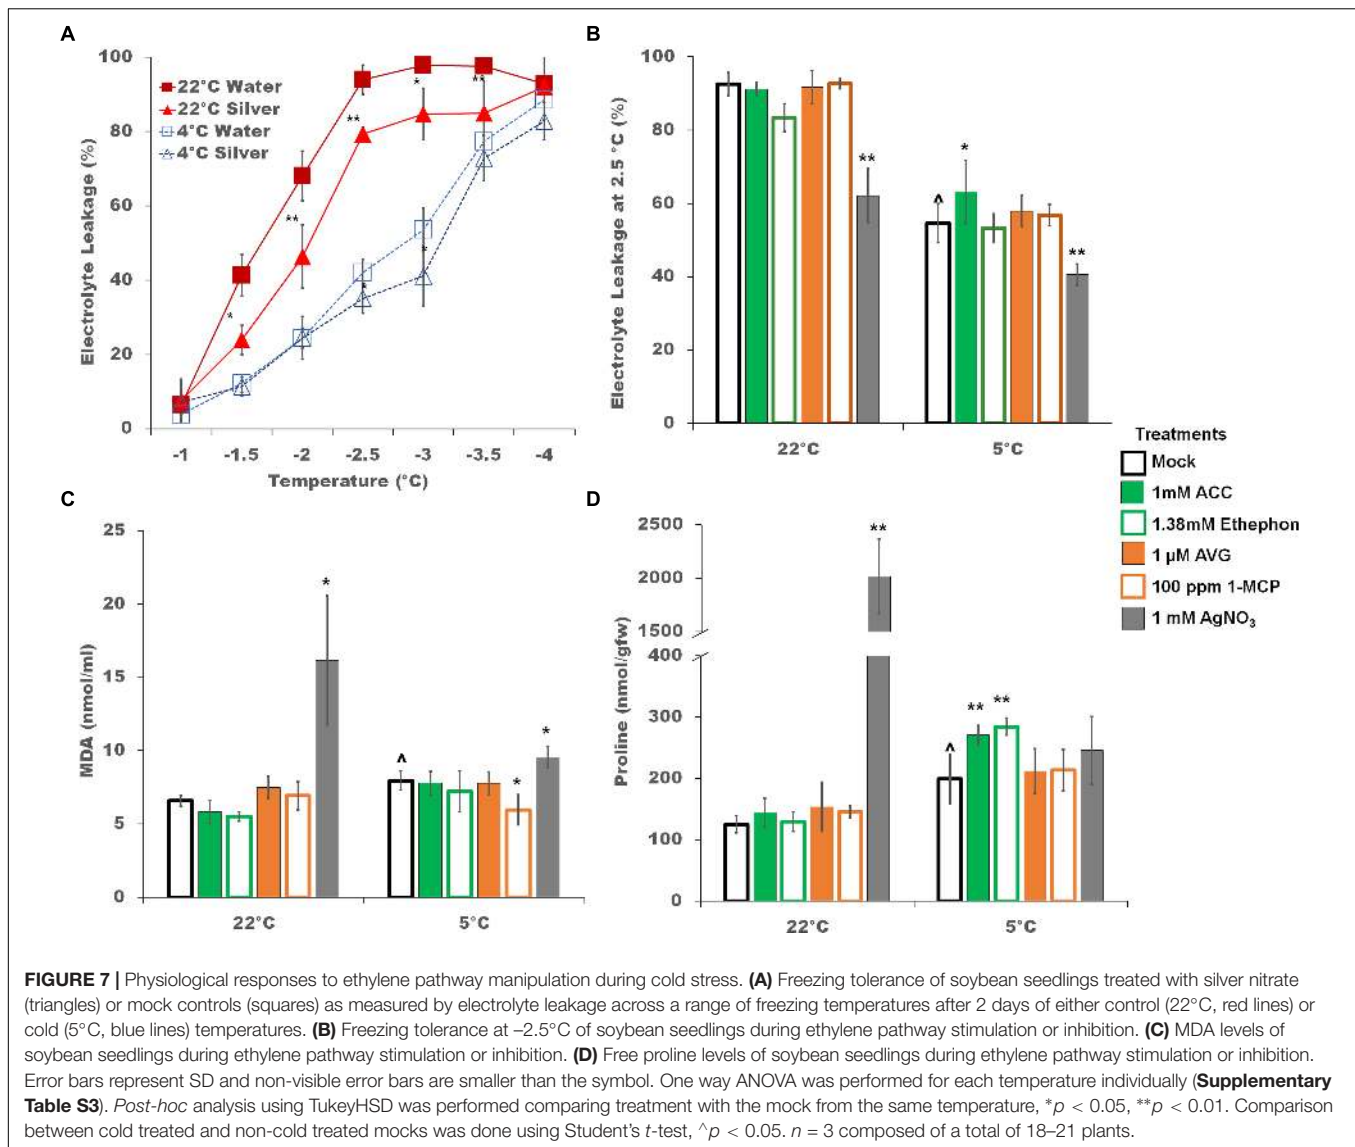 A
Electrolyte Leakage (%)
100
80
60
40
20
0
22°C Water
22°C Silver
4°C Water
4°C Silver
*
**
**
*
**
*
*
-1
-1.5
-2
-2.5
-3
-3.5
-4
Temperature (°C)
B
Electrolyte Leakage at 2.5 °C (%)
100
80
60
40
20
0
**
^
*
**
22°C
5°C
Treatments
Mock
1mM ACC
1.38mM Ethephon
1 µM AVG
100 ppm 1-MCP
1 mM AgNO₃
C
MDA (nmol/ml)
25
20
15
10
5
0
*
^
*
*
22°C
5°C
D
Proline (nmol/gfw)
2500
2000
1500
400
300
200
100
0
**
^
**
**
22°C
5°C
FIGURE 7 | Physiological responses to ethylene pathway manipulation during cold stress. (A) Freezing tolerance of soybean seedlings treated with silver nitrate
(triangles) or mock controls (squares) as measured by electrolyte leakage across a range of freezing temperatures after 2 days of either control (22°C, red lines) or
cold (5°C, blue lines) temperatures. (B) Freezing tolerance at –2.5°C of soybean seedlings during ethylene pathway stimulation or inhibition. (C) MDA levels of
soybean seedlings during ethylene pathway stimulation or inhibition. (D) Free proline levels of soybean seedlings during ethylene pathway stimulation or inhibition.
Error bars represent SD and non-visible error bars are smaller than the symbol. One way ANOVA was performed for each temperature individually (Supplementary
Table S3). Post-hoc analysis using TukeyHSD was performed comparing treatment with the mock from the same temperature, *p < 0.05, **p < 0.01. Comparison
between cold treated and non-cold treated mocks was done using Student's t-test, ^p < 0.05. n = 3 composed of a total of 18–21 plants.